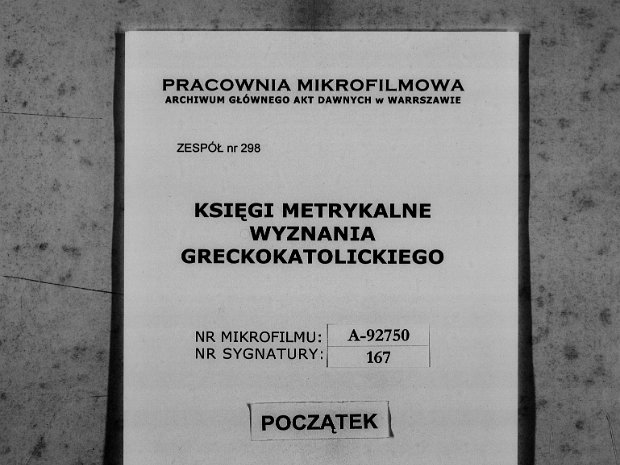 PRACOWNIA MIKROFILMOWA
ARCHIWUM GŁÓWNEGO AKT DAWNYCH w WARRSZAWIE
ZESPÓŁ nr 298
KSIĘGI METRYKALNE
WYZNANIA
GRECKOKATOLICKIEGO
NR MIKROFILMU: A-92750
NR SYGNATURY: 167
POCZĄTEK